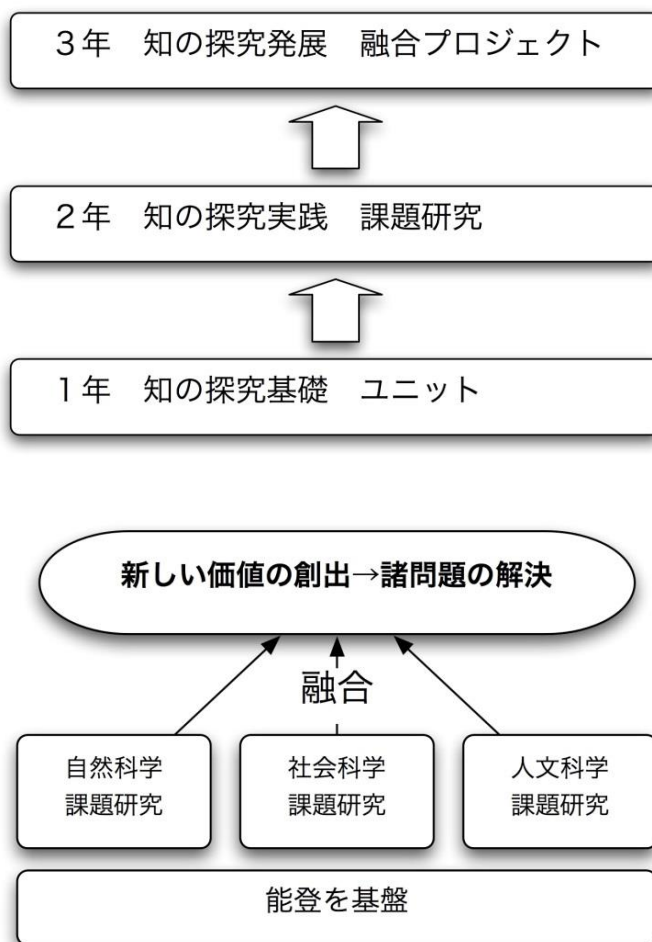 3年　知の探究発展　融合プロジェクト
2年　知の探究実践　課題研究
1年　知の探究基礎　ユニット
新しい価値の創出→諸問題の解決
融合
自然科学
課題研究
社会科学
課題研究
人文科学
課題研究
能登を基盤